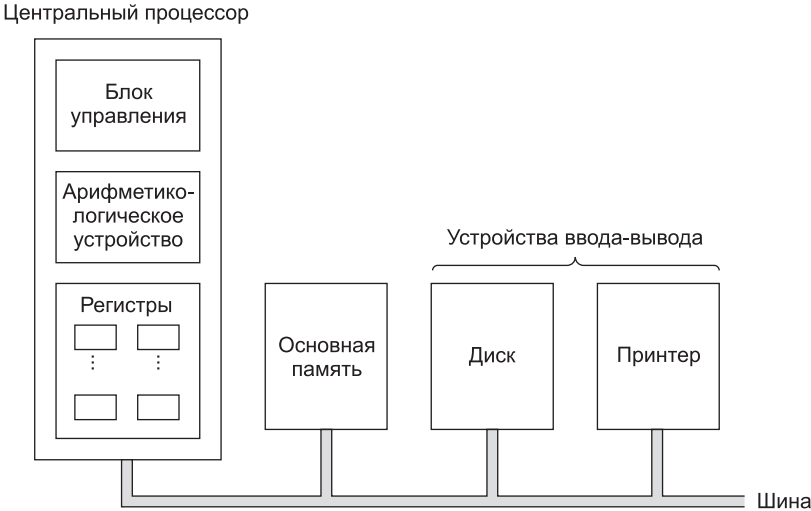 Центральный процессор
Блок
управления
Арифметико-
логическое
устройство
Регистры
Устройства ввода-вывода
Основная
память
Диск
Принтер
Шина